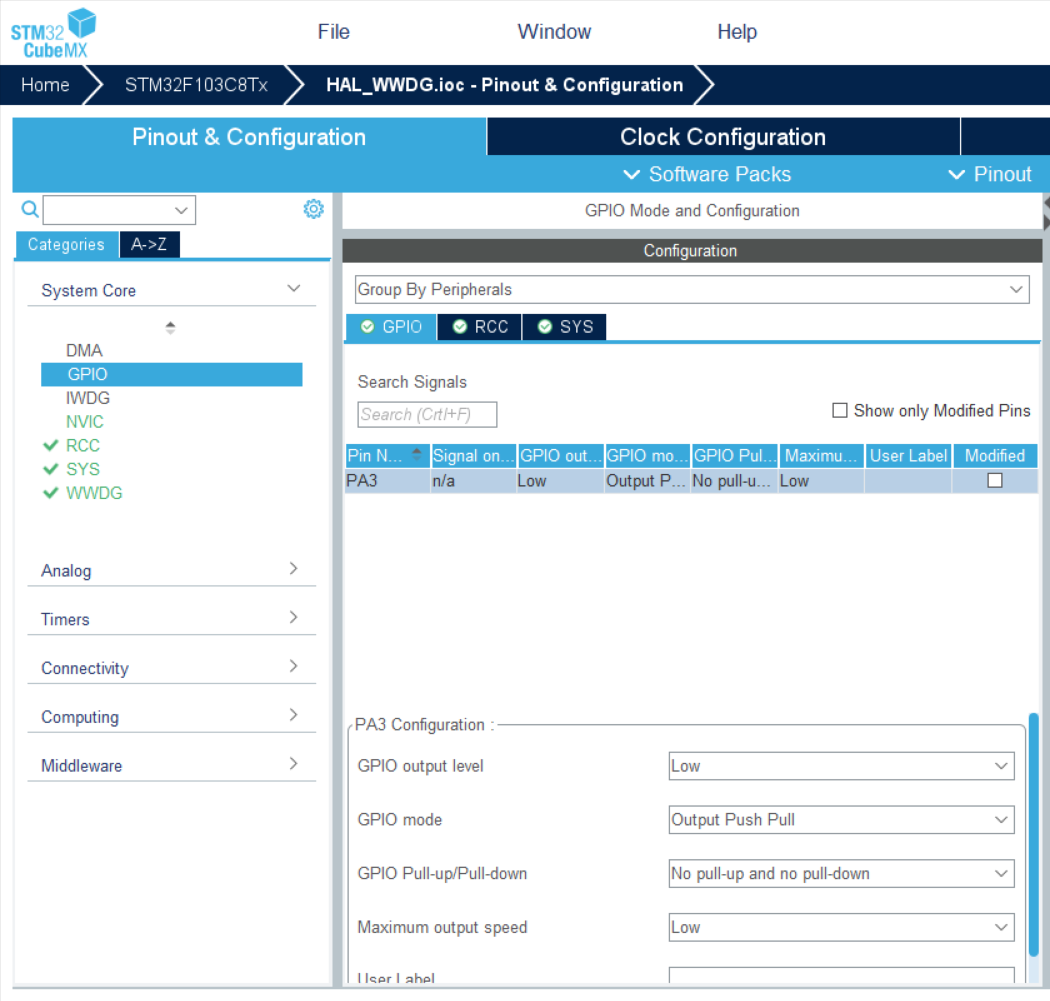 STM32
CubeMX
File
Window
Help
Home
STM32F103C8Tx
HAL_WWDG.ioc - Pinout & Configuration
Pinout & Configuration
Clock Configuration
Software Packs
Pinout
Categories
A->Z
System Core
DMA
GPIO
IWDG
NVIC
RCC
SYS
WWDG
Analog
Timers
Connectivity
Computing
Middleware
GPIO Mode and Configuration
Configuration
Group By Peripherals
GPIO
RCC
SYS
Search Signals
Search (Crtl+F)
Show only Modified Pins
Pin N... Signal on... GPIO out... GPIO mo... GPIO Pul... Maximu... User Label Modified
PA3 n/a Low Output P... No pull-u... Low
PA3 Configuration :
GPIO output level Low
GPIO mode Output Push Pull
GPIO Pull-up/Pull-down No pull-up and no pull-down
Maximum output speed Low
User Label